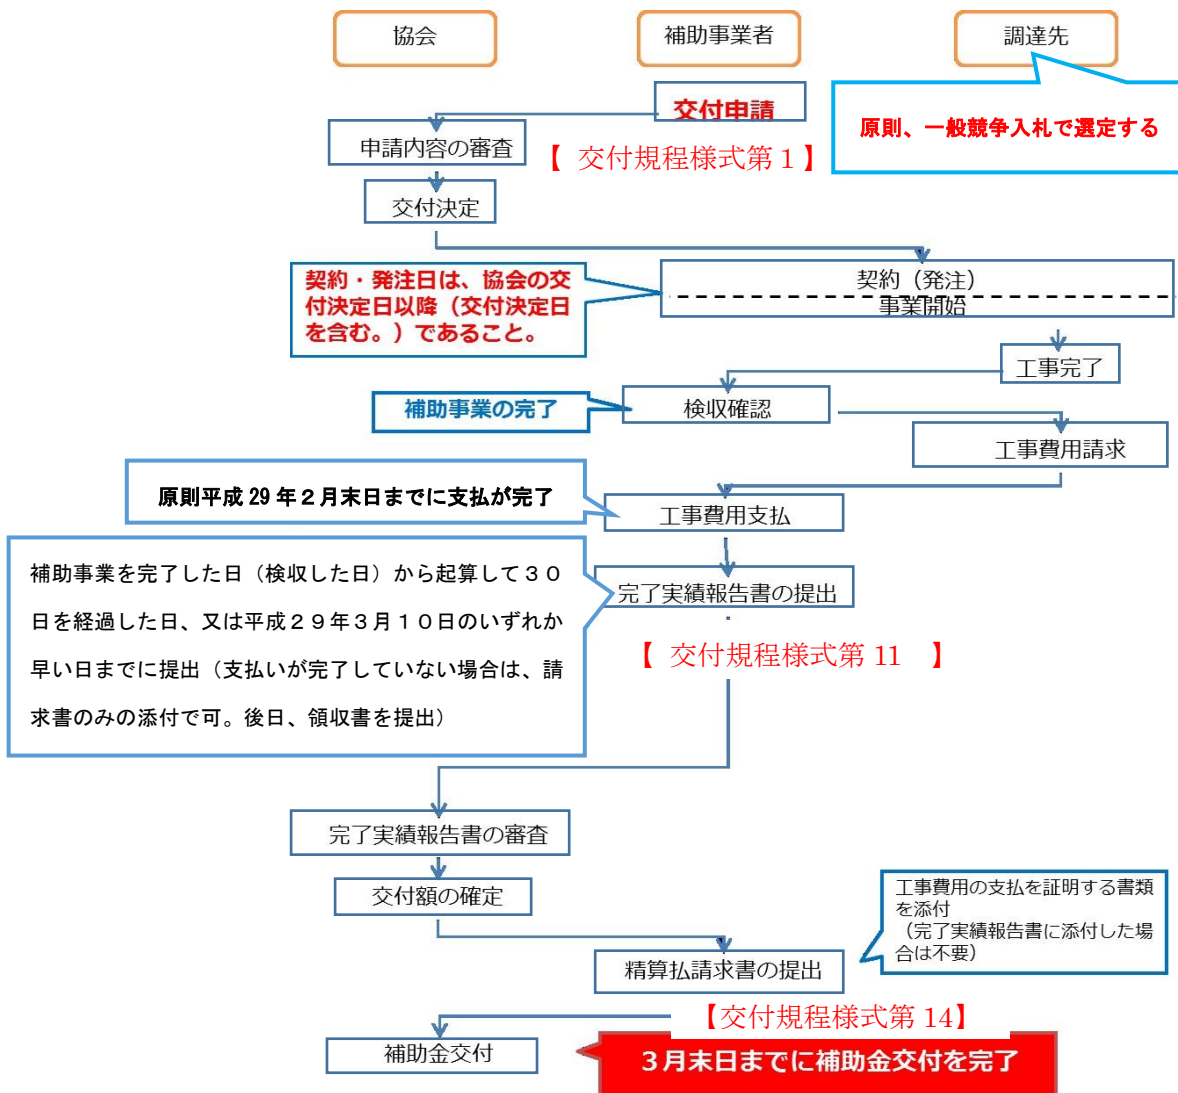 協会
補助事業者
調達先
交付申請
原則、一般競争入札で選定する
申請内容の審査
【 交付規程様式第 1 】
交付決定
契約・発注日は、協会の交
付決定日以降（交付決定日
を含む。）であること。
契約（発注）
事業開始
工事完了
補助事業の完了
検収確認
工事費用請求
原則平成 29 年２月末日までに支払が完了
工事費用支払
補助事業を完了した日（検収した日）から起算して３０
日を経過した日、又は平成２９年３月１０日のいずれか
早い日までに提出（支払いが完了していない場合は、請
求書のみの添付で可。後日、領収書を提出）
完了実績報告書の提出
【 交付規程様式第 11 】
完了実績報告書の審査
交付額の確定
工事費用の支払を証明する書類
を添付
（完了実績報告書に添付した場
合は不要）
精算払請求書の提出
【交付規程様式第 14】
補助金交付
３月末日までに補助金交付を完了